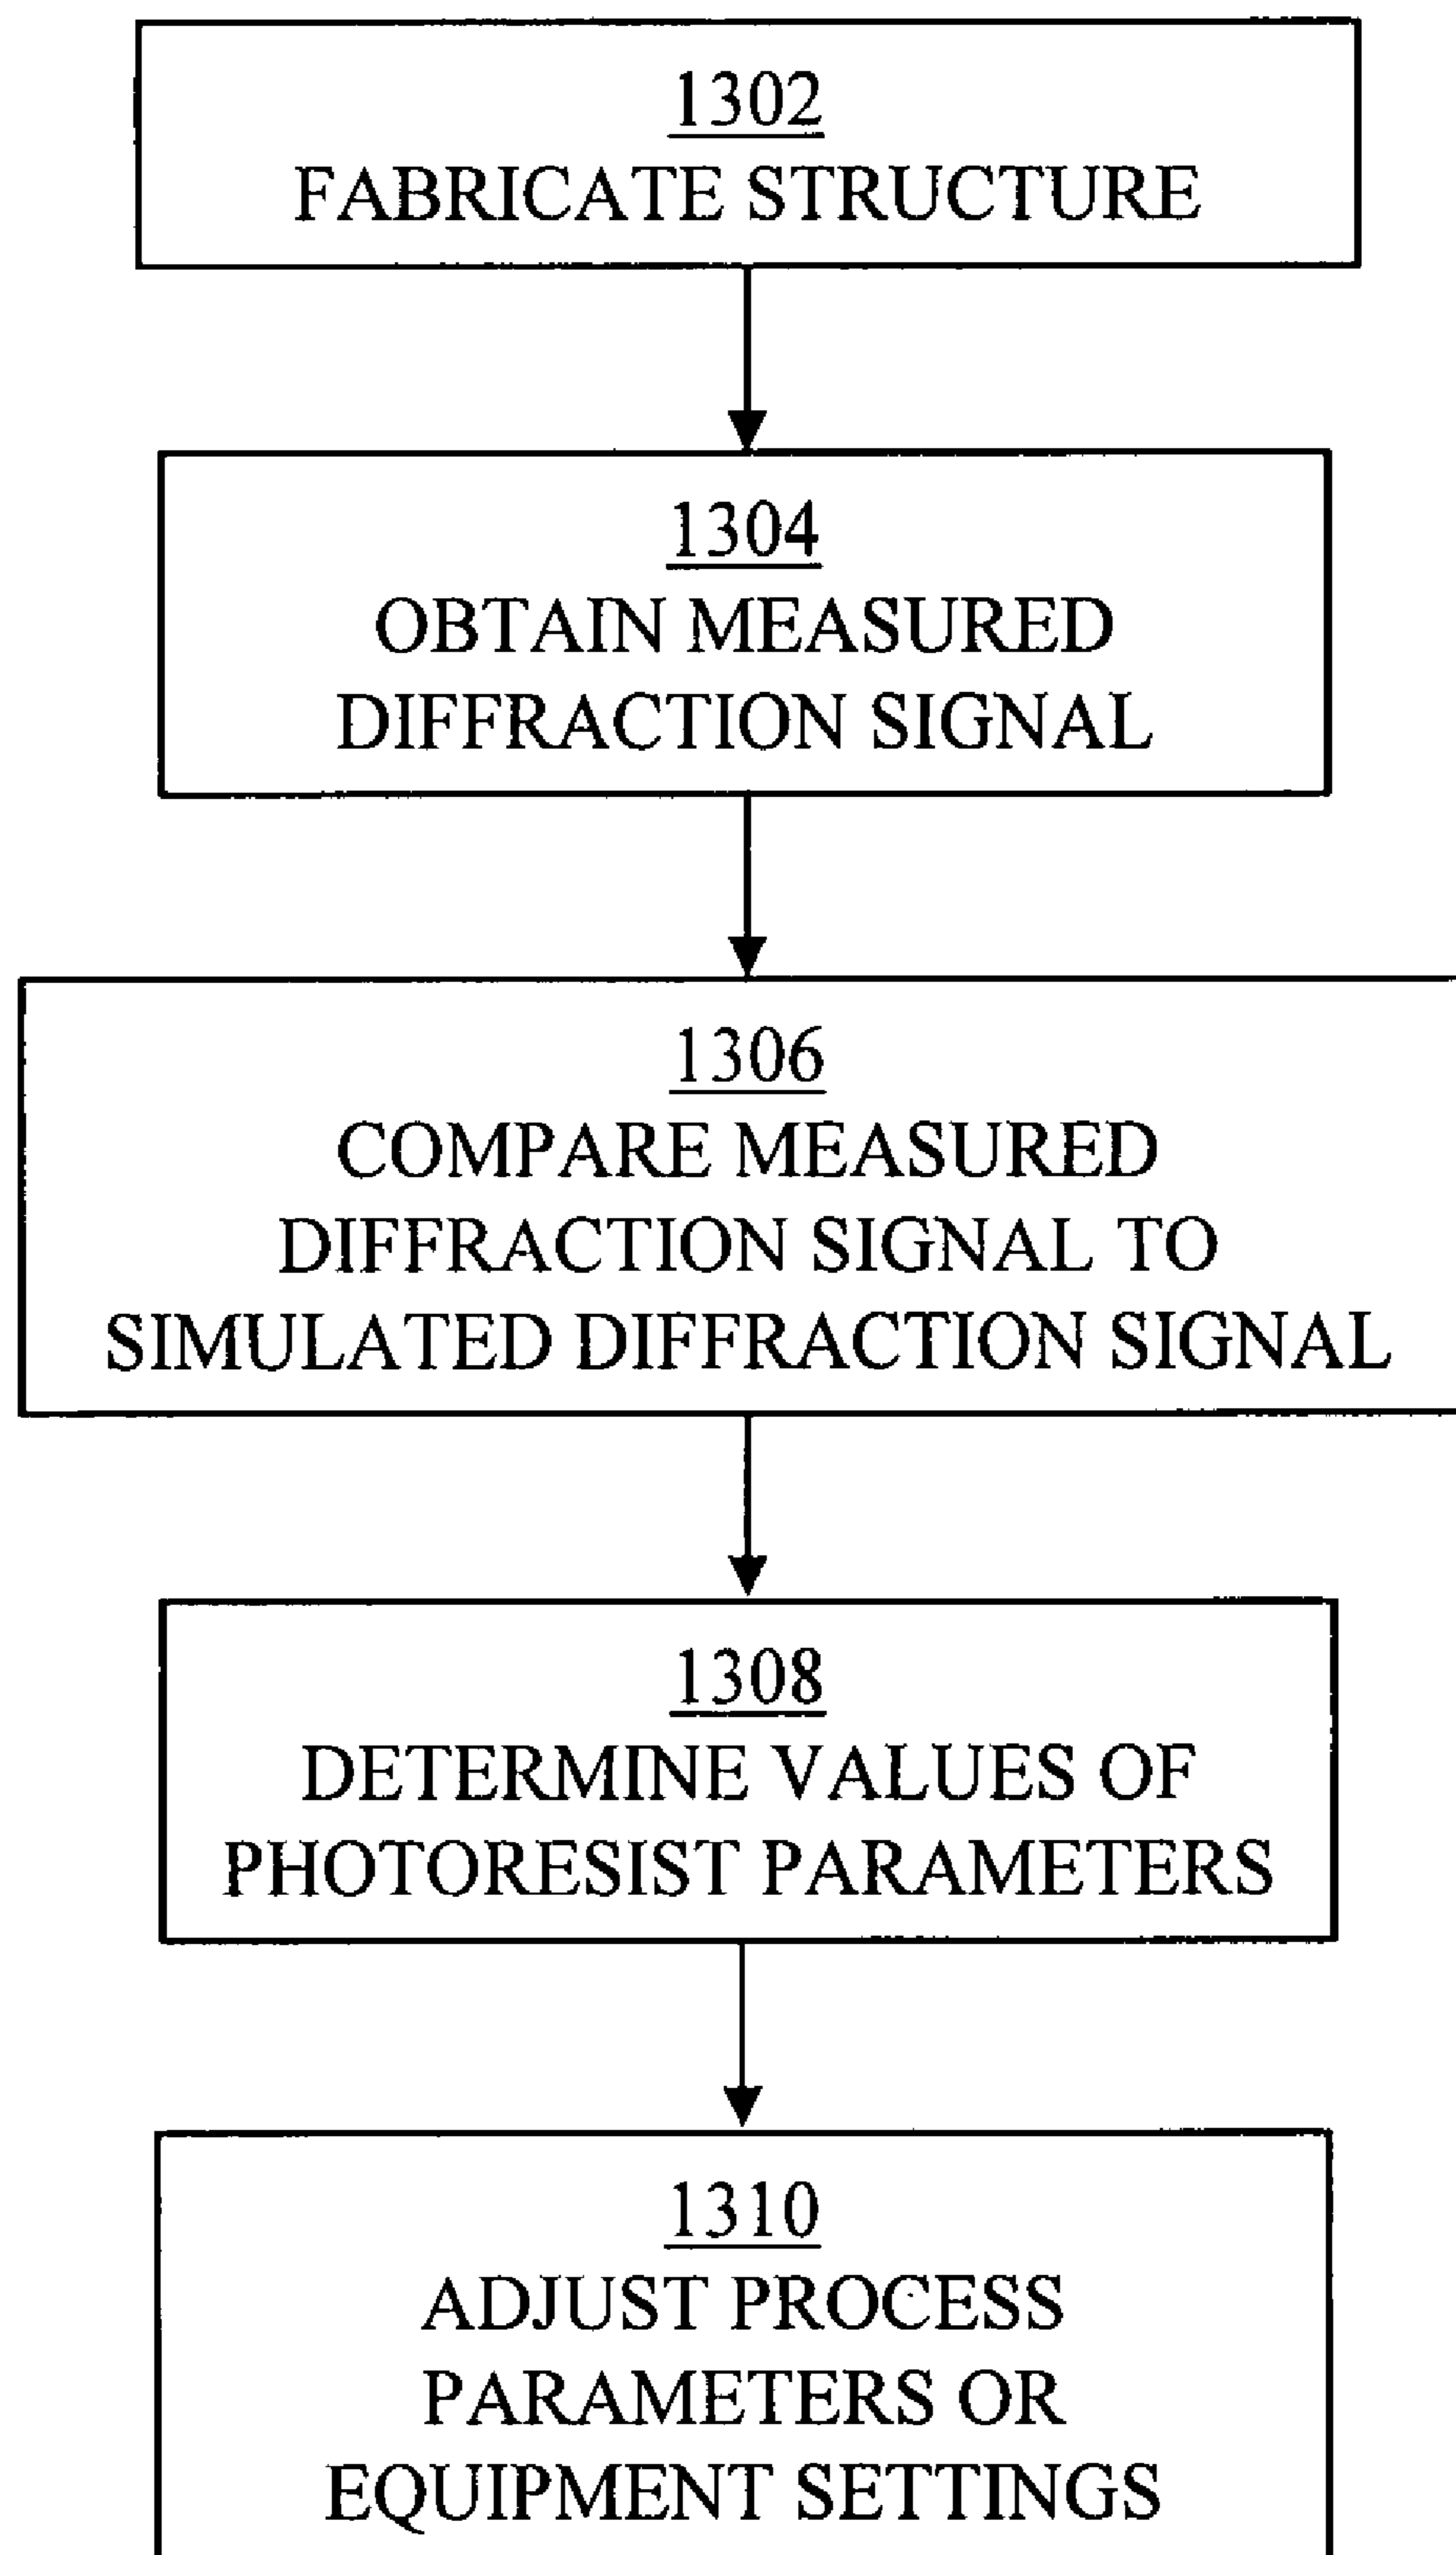 1302
FABRICATE STRUCTURE
1304
OBTAIN MEASURED
DIFFRACTION SIGNAL
1306
COMPARE MEASURED
DIFFRACTION SIGNAL TO
SIMULATED DIFFRACTION SIGNAL
1308
DETERMINE VALUES OF
PHOTORESIST PARAMETERS
1310
ADJUST PROCESS
PARAMETERS OR
EQUIPMENT SETTINGS